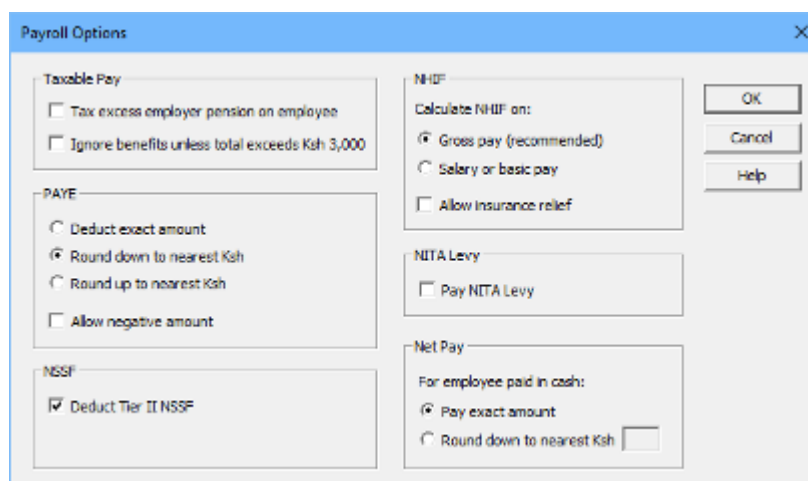 Payroll Options
Taxable Pay
Tax excess employer pension on employee
Ignore benefits unless total exceeds Ksh 3,000
PAYE
Deduct exact amount
Round down to nearest Ksh
Round up to nearest Ksh
Allow negative amount
NSSF
Deduct Tier II NSSF
NHIF
Calculate NHIF on:
Gross pay (recommended)
Salary or basic pay
Allow insurance relief
NITA Levy
Pay NITA Levy
Net Pay
For employee paid in cash:
Pay exact amount
Round down to nearest Ksh
OK
Cancel
Help